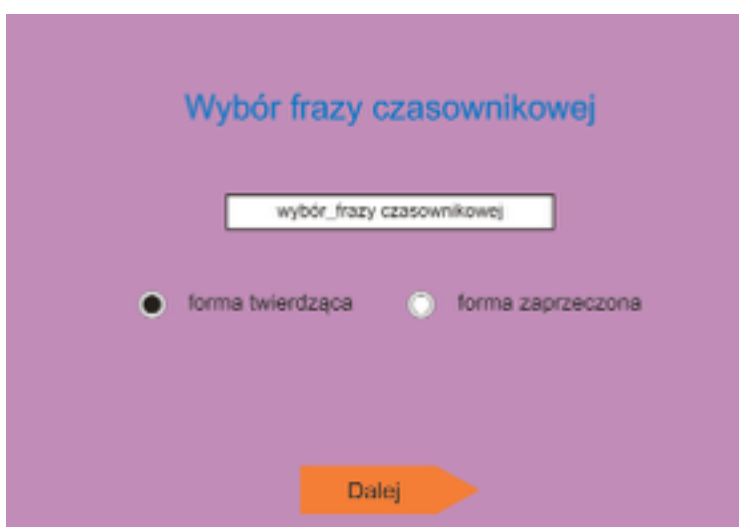 Wybór frazy czasownikowej
wybór_frazy czasownikowej
forma twierdząca forma zaprzeczona
Dalej